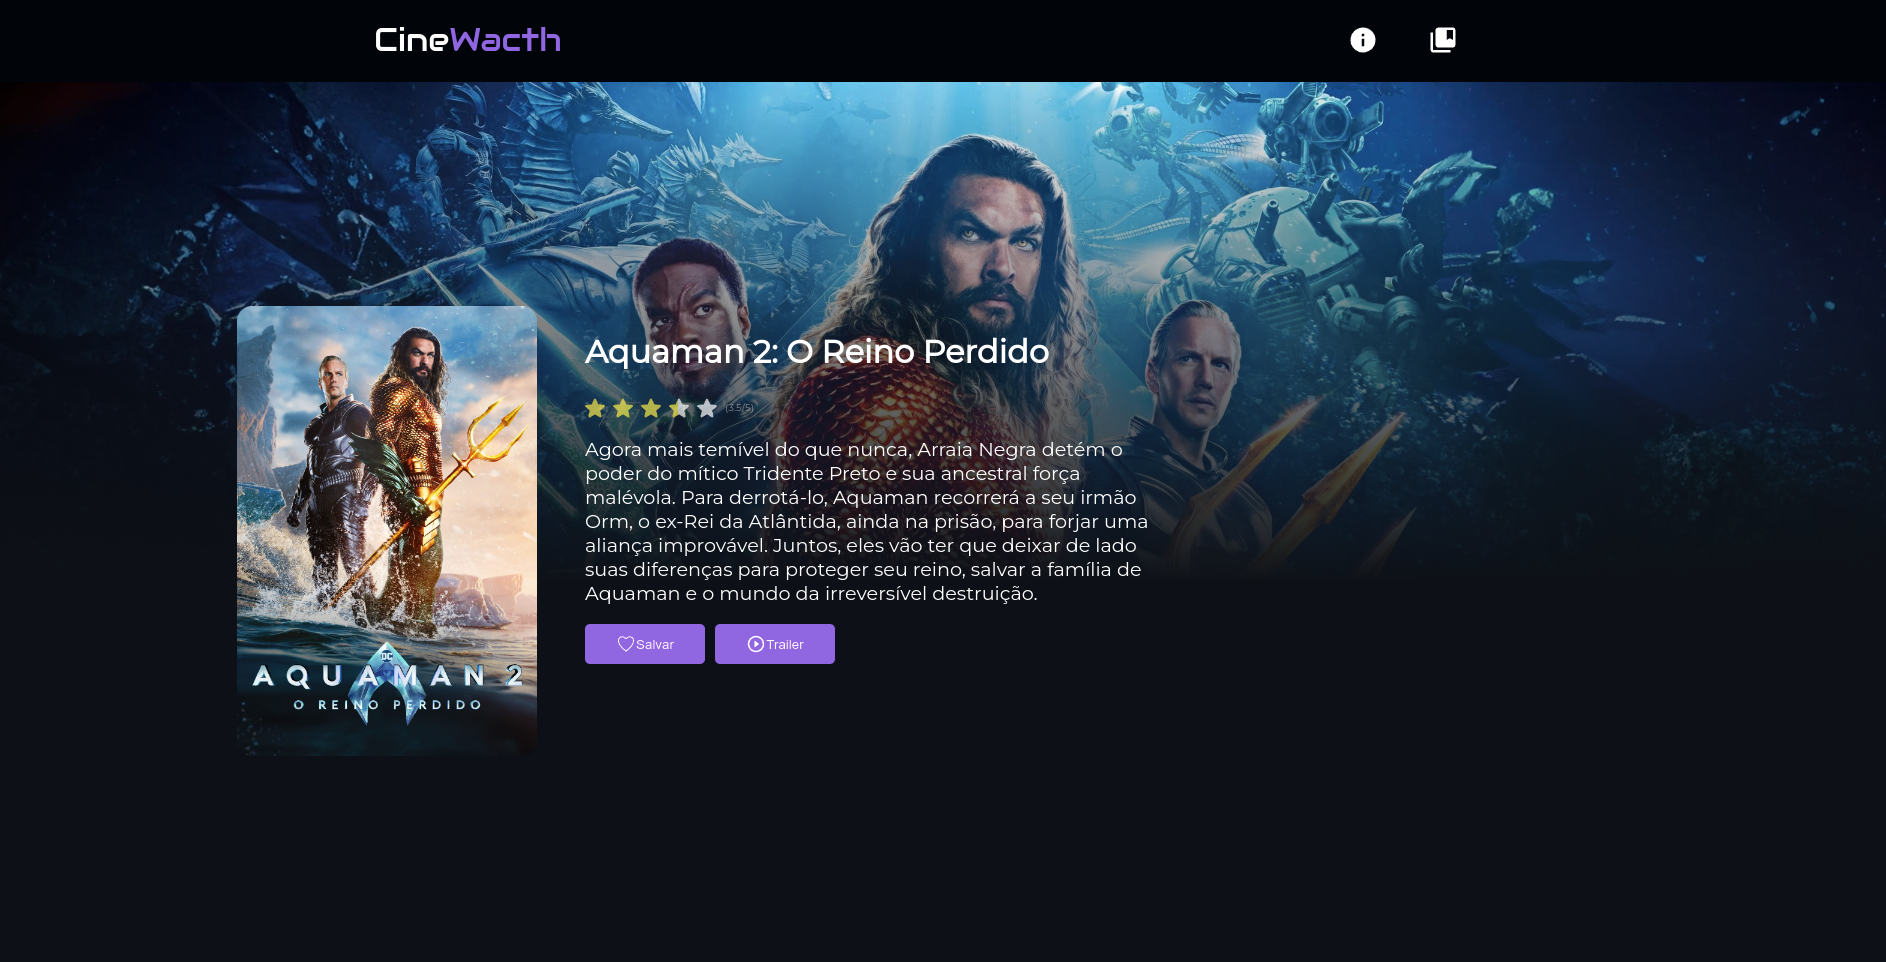 CineWacth
Aquaman 2: O Reino Perdido
(3.5/5)
Agora mais temível do que nunca, Arraia Negra detém o
poder do mítico Tridente Preto e sua ancestral força
malévola. Para derrotá-lo, Aquaman recorrerá a seu irmão
Orm, o ex-Rei da Atlântida, ainda na prisão, para forjar uma
aliança improvável. Juntos, eles vão ter que deixar de lado
suas diferenças para proteger seu reino, salvar a família de
Aquaman e o mundo da irreversível destruição.
Salvar Trailer
DC
AQUAMAN 2
O REINO PERDIDO